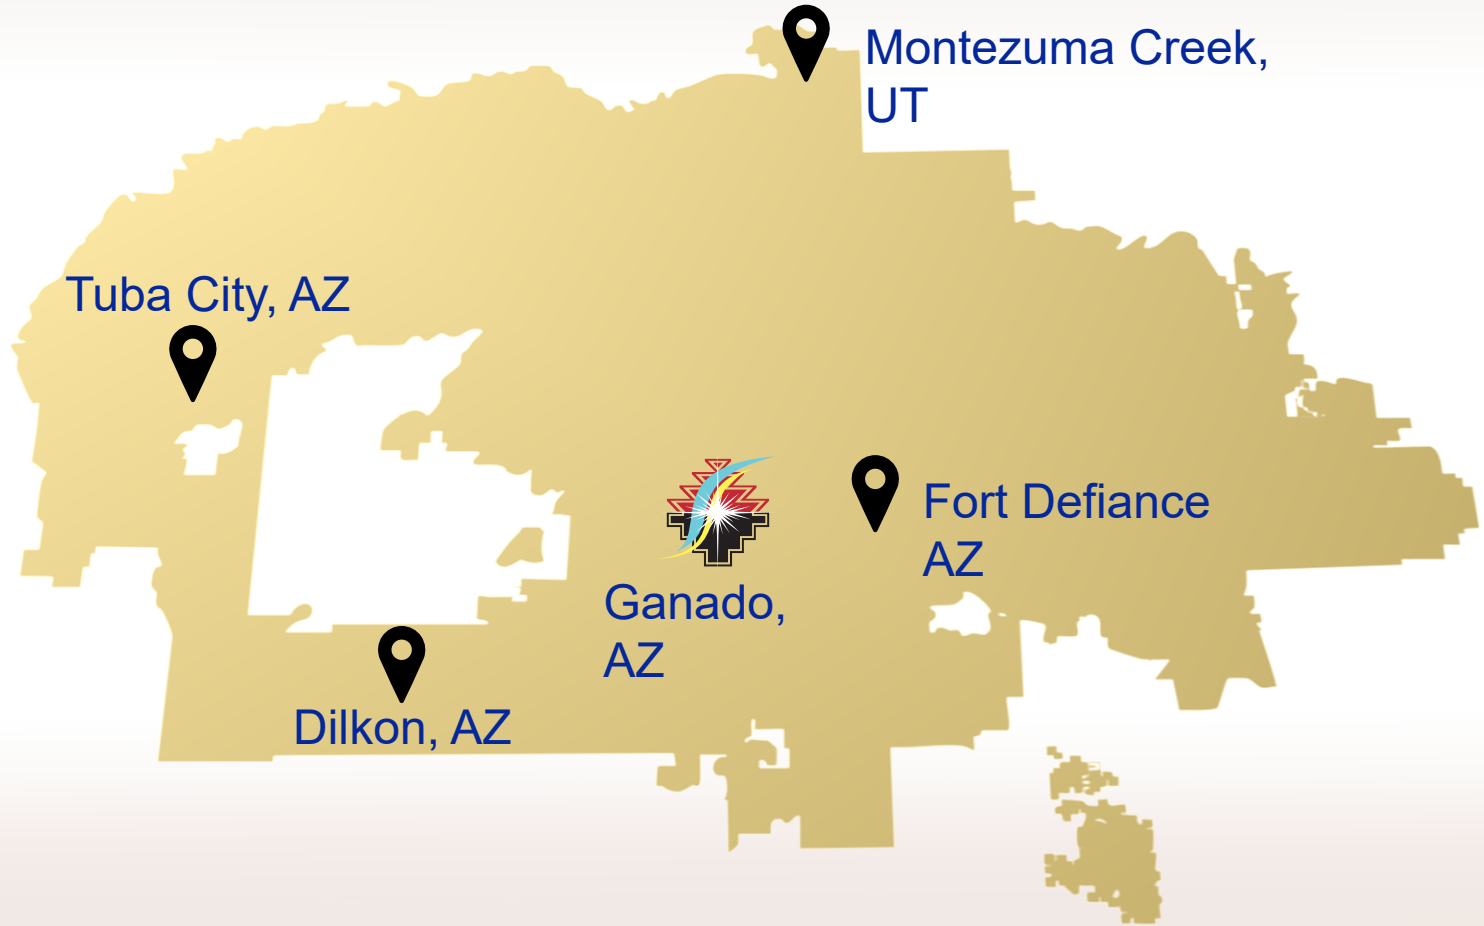 Montezuma Creek,
UT
Tuba City, AZ
Fort Defiance
AZ
Ganado,
AZ
Dilkon, AZ